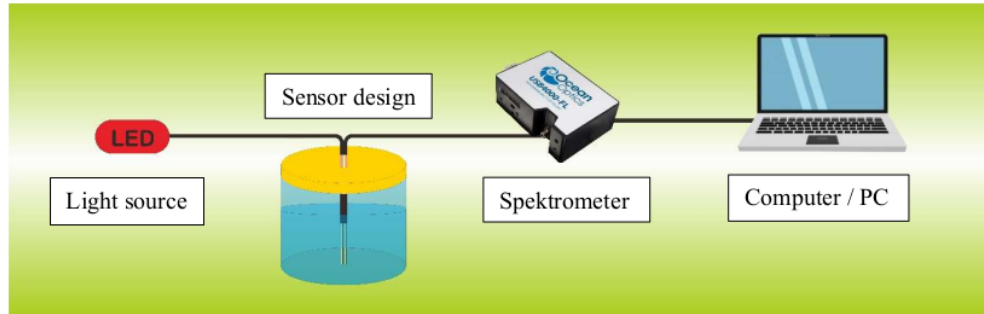 Sensor design
Ocean
Optics
USB4000-FL
LED
Light source
Spektrometer
Computer / PC